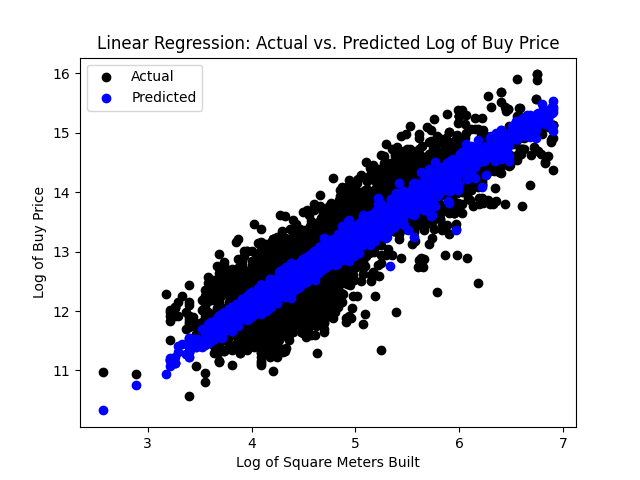 Linear Regression: Actual vs. Predicted Log of Buy Price
Actual
Predicted
16
15
14
13
12
11
Log of Buy Price
3 4 5 6 7
Log of Square Meters Built